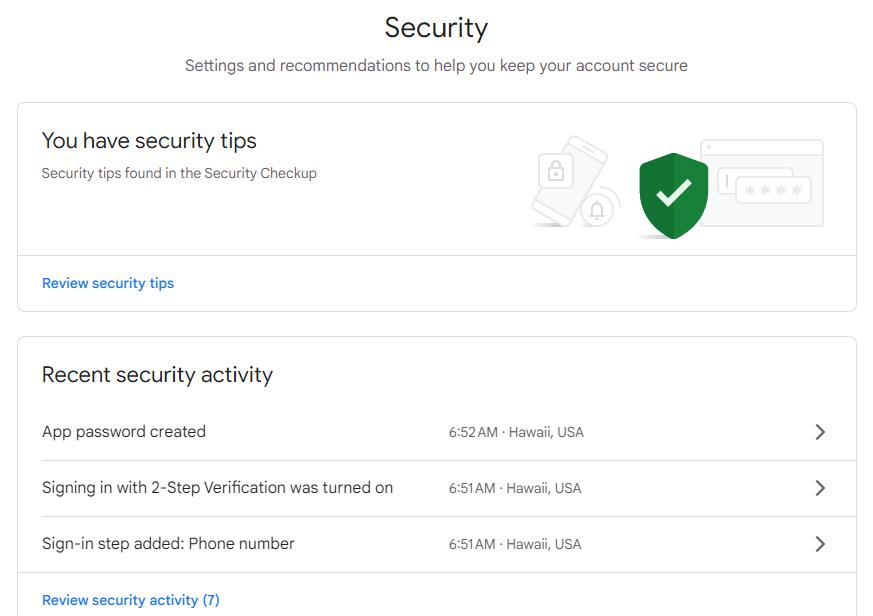 Security
Settings and recommendations to help you keep your account secure
You have security tips
Security tips found in the Security Checkup
****
Review security tips
Recent security activity
App password created 6:52 AM · Hawaii, USA
Signing in with 2-Step Verification was turned on 6:51 AM · Hawaii, USA
Sign-in step added: Phone number 6:51 AM · Hawaii, USA
Review security activity (7)